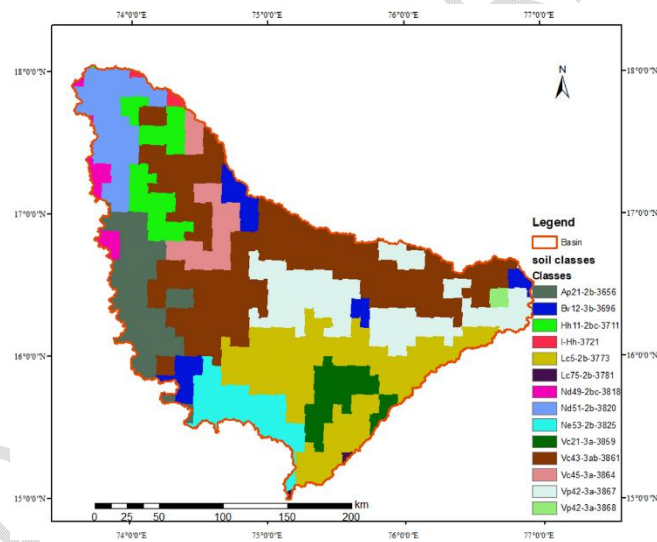 74°0'0"E 75°0'0"E 76°0'0"E 77°0'0"E
18°0'0"N 18°0'0"N
N
17°0'0"N 17°0'0"N
Legend
Basin
soil classes
Classes
Ap21-2b-3656
Bv12-3b-3696
Hh11-2bc-3711
I-Hh-3721
Lc5-2b-3773
Lc75-2b-3781
Nd49-2bc-3818
Nd51-2b-3820
Ne53-2b-3825
Vc21-3a-3859
Vc43-3ab-3861
Vc45-3a-3864
Vp42-3a-3867
Vp42-3a-3868
16°0'0"N 16°0'0"N
15°0'0"N 15°0'0"N
km
0 25 50 100 150 200
74°0'0"E 75°0'0"E 76°0'0"E 77°0'0"E